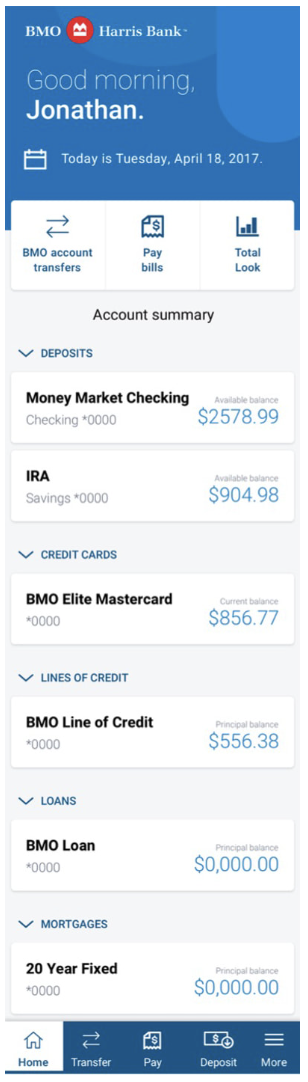 BMO Harris Bank
Good morning,
Jonathan.
Today is Tuesday, April 18, 2017.
BMO account
transfers
Pay
bills
Total
Look
Account summary
DEPOSITS
Money Market Checking
Available balance
Checking *0000
$2578.99
IRA
Available balance
Savings *0000
$904.98
CREDIT CARDS
BMO Elite Mastercard
Current balance
*0000
$856.77
LINES OF CREDIT
BMO Line of Credit
Principal balance
*0000
$556.38
LOANS
BMO Loan
Principal balance
*0000
$0,000.00
MORTGAGES
20 Year Fixed
Principal balance
*0000
$0,000.00
Home
Transfer
Pay
Deposit
More